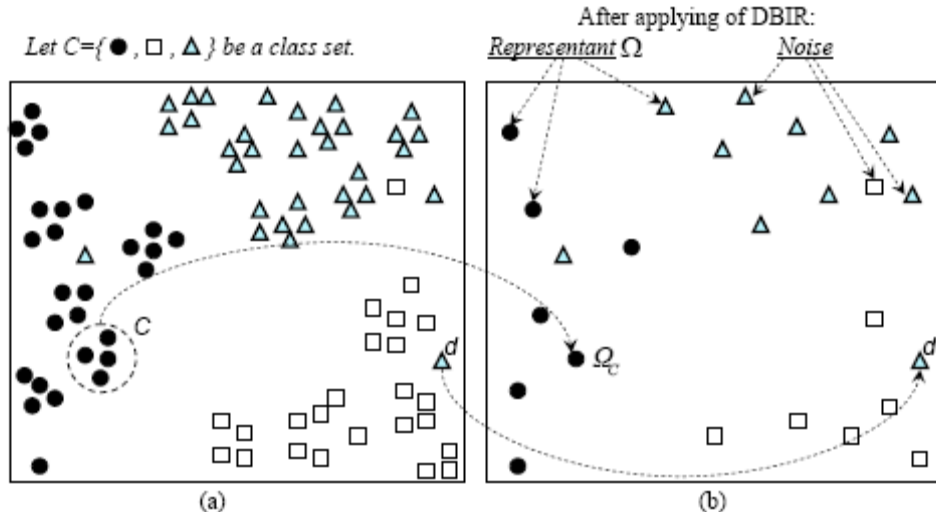 Let C={ ● , □ , △ } be a class set.
After applying of DBIR:
Representant Ω
Noise
C
d
Ω_C
d
(a)
(b)